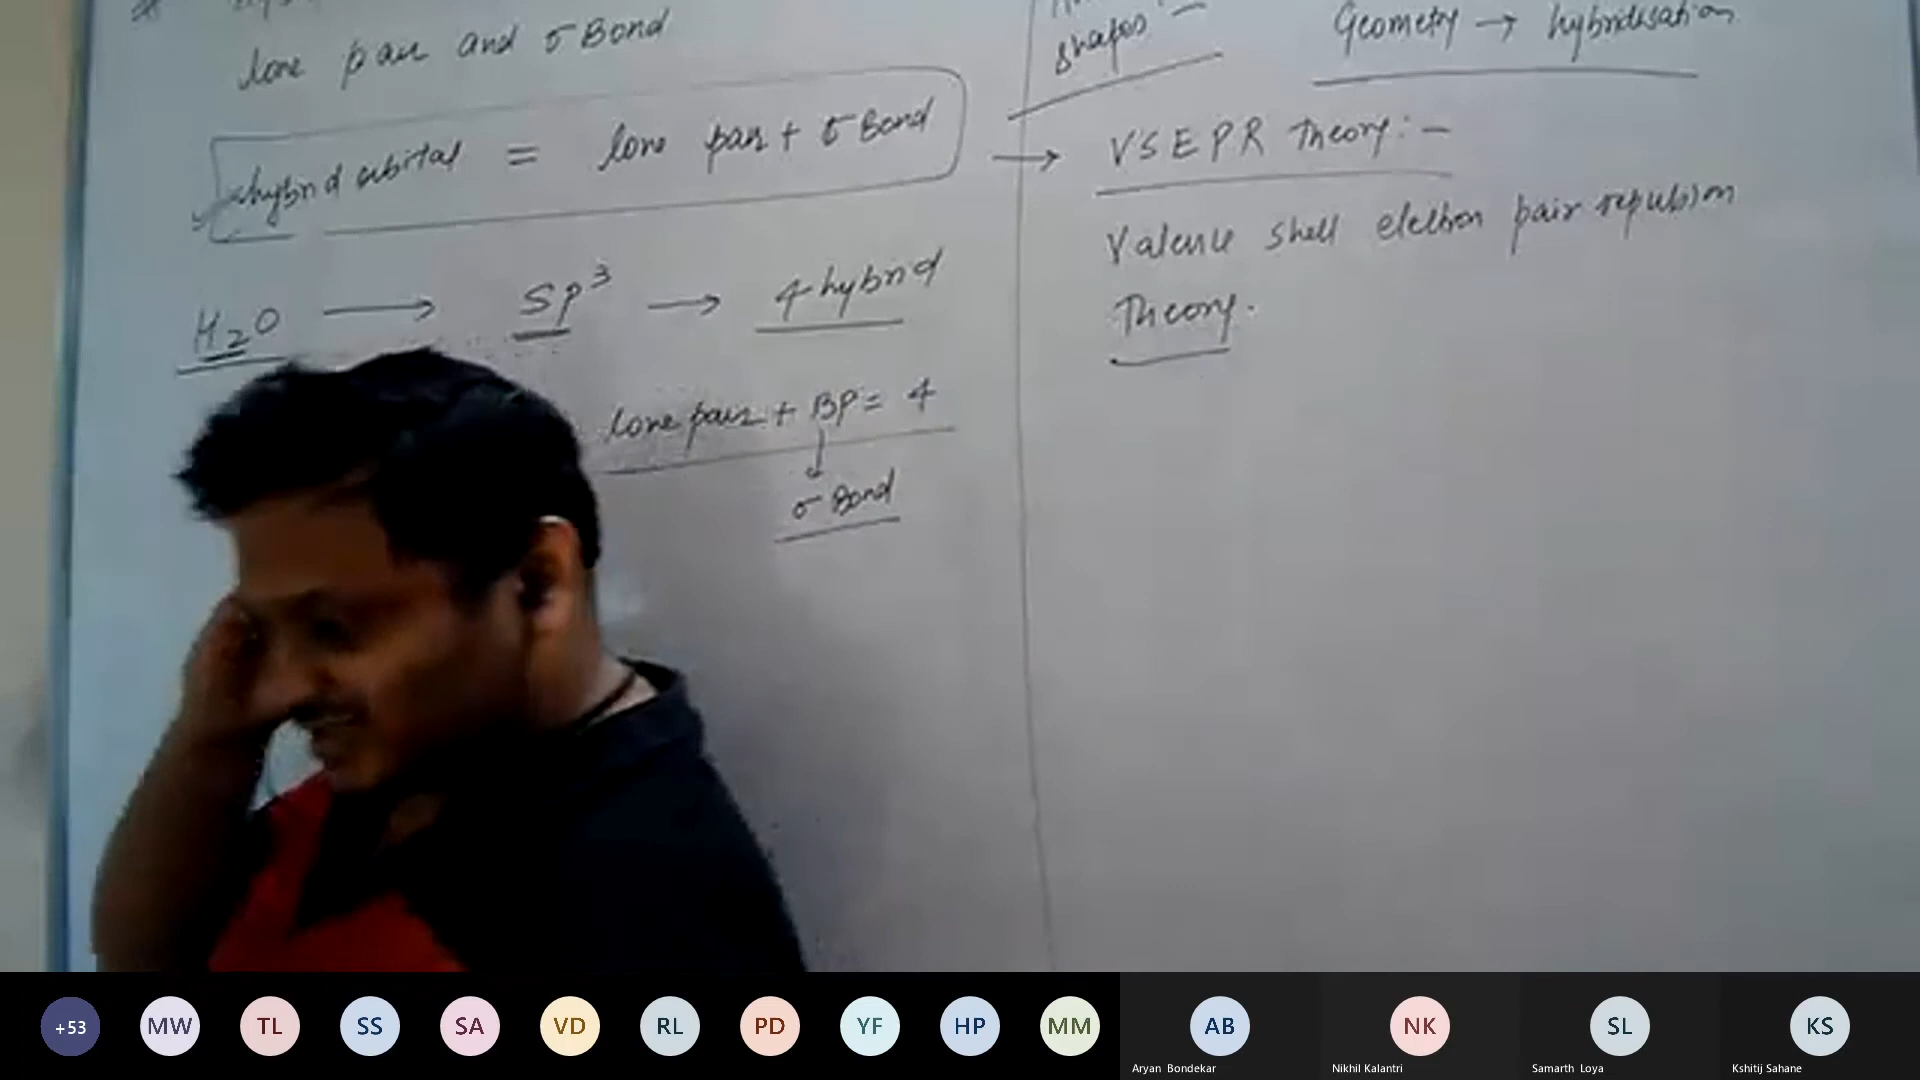 lone pair and σ Bond
hybrid orbital = lone pair + σ Bond
H2O → Sp³ → 4 hybrid
lone pair + BP = 4
↓
σ Bond
shapes
Geometry → hybridisation
→ VSEPR Theory:-
Valence shell electron pair repulsion
Theory.
+53 MW TL SS SA VD RL PD YF HP MM AB NK SL KS
Aryan Bondekar Nikhil Kalantri Samarth Loya Kshitij Sahane